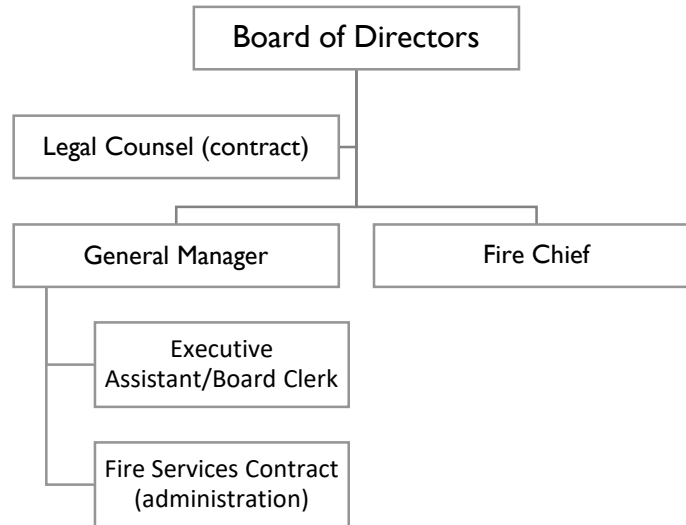 Board of Directors
Legal Counsel (contract)
General Manager
Fire Chief
Executive
Assistant/Board Clerk
Fire Services Contract
(administration)